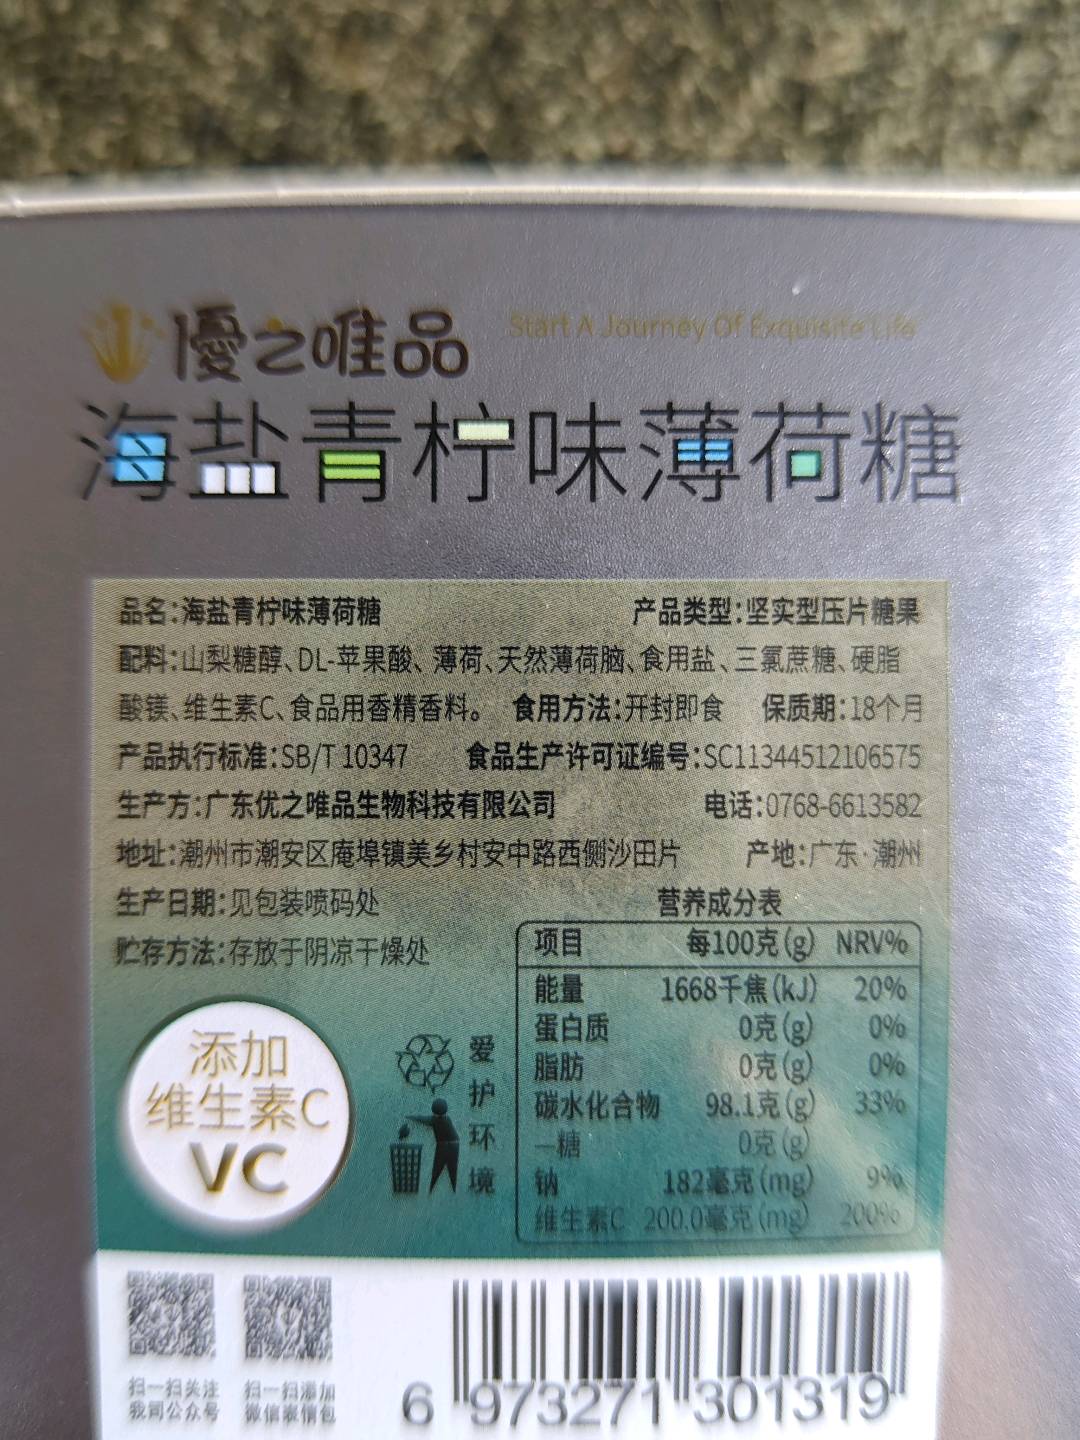 優之唯品 Start A Journey Of Exquisite Life
海盐青柠味薄荷糖
品名:海盐青柠味薄荷糖 产品类型:坚实型压片糖果
配料:山梨糖醇、DL-苹果酸、薄荷、天然薄荷脑、食用盐、三氯蔗糖、硬脂
酸镁、维生素C、食品用香精香料。 食用方法:开封即食 保质期:18个月
产品执行标准:SB/T 10347 食品生产许可证编号:SC11344512106575
生产方:广东优之唯品生物科技有限公司 电话:0768-6613582
地址:潮州市潮安区庵埠镇美乡村安中路西侧沙田片 产地:广东·潮州
生产日期:见包装喷码处
贮存方法:存放于阴凉干燥处
营养成分表
项目 每100克(g) NRV%
能量 1668千焦(kJ) 20%
蛋白质 0克(g) 0%
脂肪 0克(g) 0%
碳水化合物 98.1克(g) 33%
—糖 0克(g)
钠 182毫克(mg) 9%
维生素C 200.0毫克(mg) 200%
添加
维生素C
VC
爱护环境
扫一扫关注
我司公众号
扫一扫添加
微信表情包
6 973271 301319